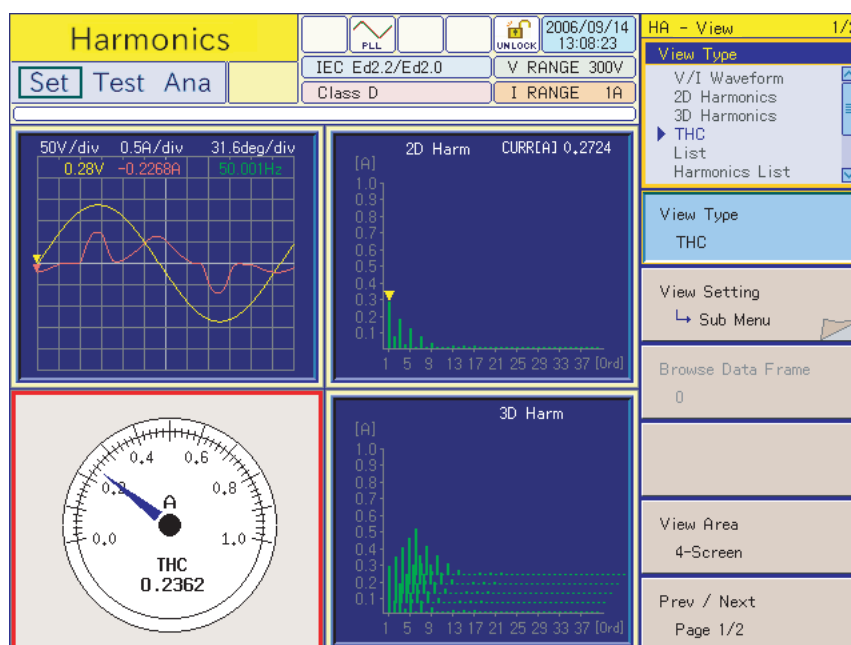 Harmonics
Set Test Ana
PLL
UNLOCK
2006/09/14
13:08:23
IEC Ed2.2/Ed2.0
V RANGE 300V
Class D
I RANGE 1A
50V/div 0.5A/div 31.6deg/div
0.28V -0.2268A 50.001Hz
2D Harm CURR[A] 0.2724
[A]
1.0
0.9
0.8
0.7
0.6
0.5
0.4
0.3
0.2
0.1
1 5 9 13 17 21 25 29 33 37 [Ord]
0.0
0.2
0.4
0.6
0.8
1.0
A
THC
0.2362
3D Harm
[A]
1.0
0.9
0.8
0.7
0.6
0.5
0.4
0.3
0.2
0.1
1 5 9 13 17 21 25 29 33 37 [Ord]
HA - View 1/2
View Type
V/I Waveform
2D Harmonics
3D Harmonics
THC
List
Harmonics List
View Type
THC
View Setting
Sub Menu
Browse Data Frame
0
View Area
4-Screen
Prev / Next
Page 1/2